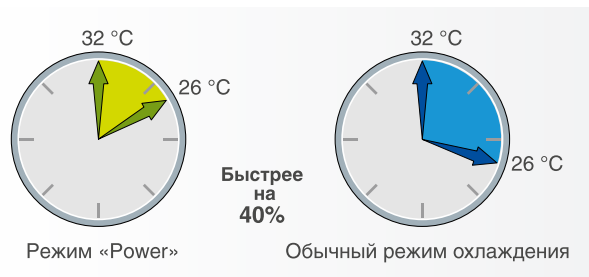 32 °C
26 °C
32 °C
26 °C
Быстрее
на
40%
Режим «Power»
Обычный режим охлаждения